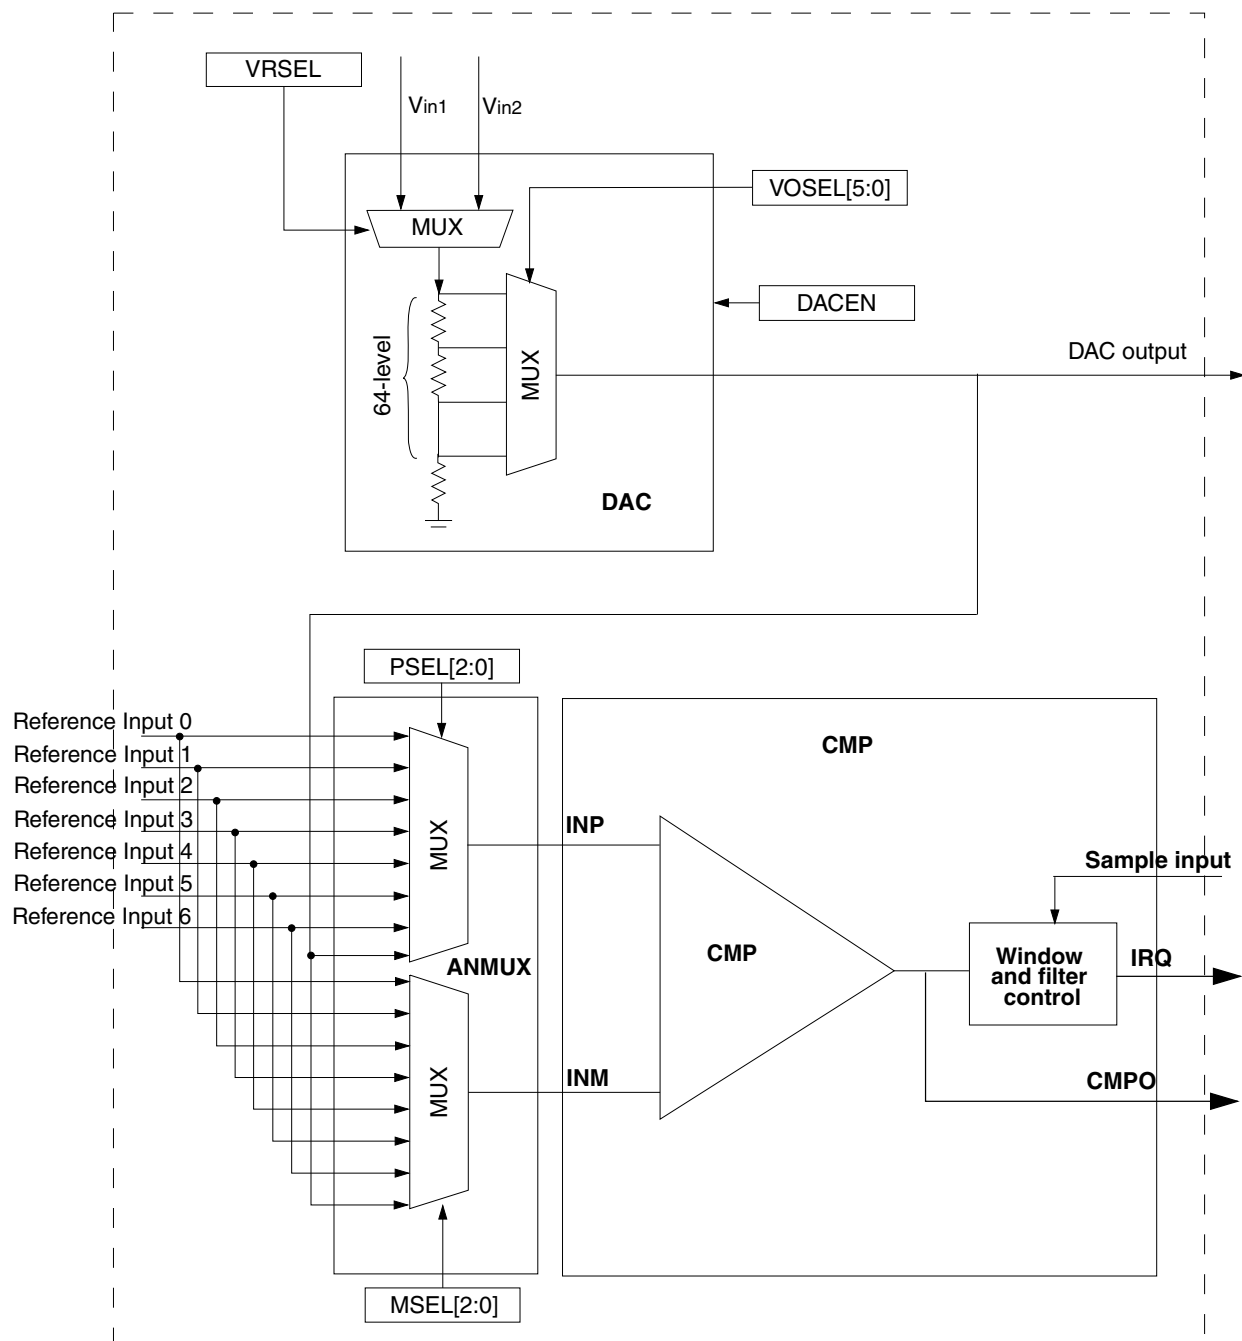 VRSEL
Vin1
Vin2
VOSEL[5:0]
MUX
DACEN
64-level
MUX
DAC output
DAC
PSEL[2:0]
Reference Input 0
Reference Input 1
Reference Input 2
Reference Input 3
Reference Input 4
Reference Input 5
Reference Input 6
MUX
CMP
INP
Sample input
ANMUX
CMP
Window
and filter
control
IRQ
MUX
INM
CMPO
MSEL[2:0]